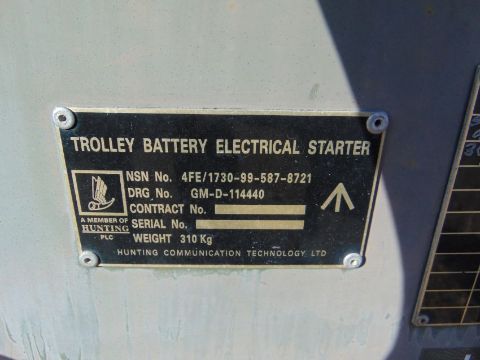 TROLLEY BATTERY ELECTRICAL STARTER
NSN No. 4FE/1730-99-587-8721
DRG No. GM-D-114440
CONTRACT No.
SERIAL No.
WEIGHT 310 Kg
A MEMBER OF
HUNTING
PLC
HUNTING COMMUNICATION TECHNOLOGY LTD